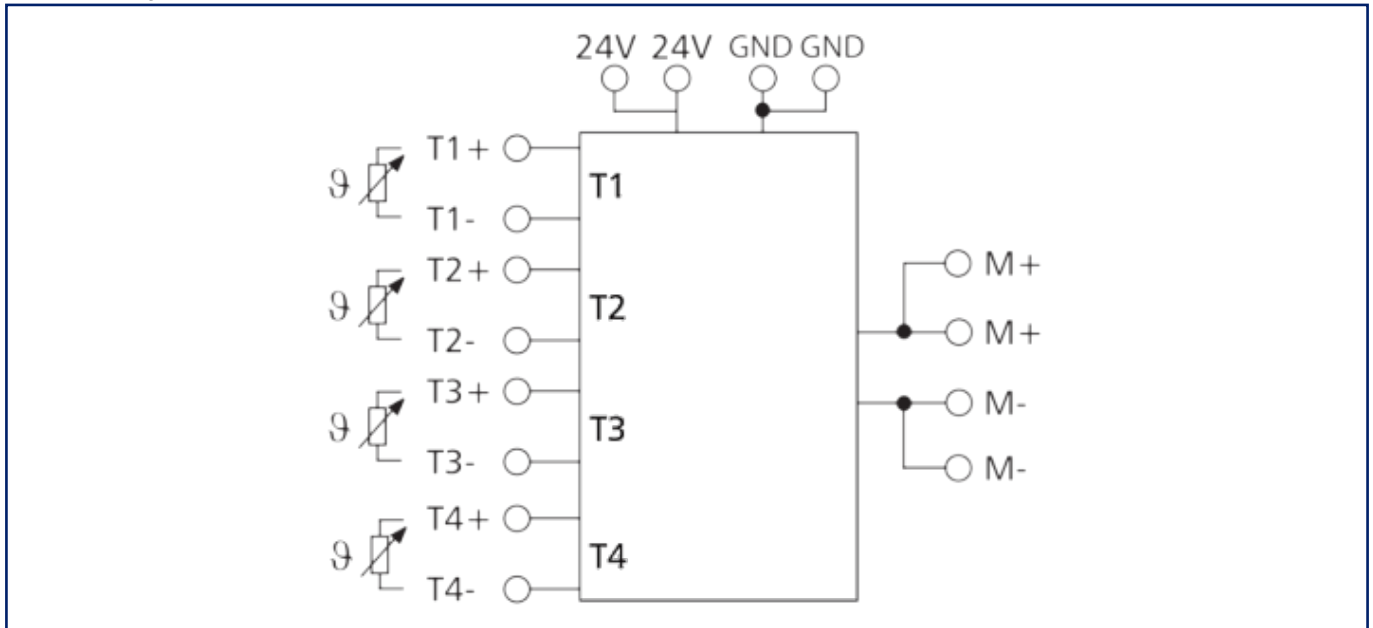 24V 24V GND GND
T1+
ϑ
T1
T1-
T2+
ϑ
T2
T2-
T3+
ϑ
T3
T3-
T4+
ϑ
T4
T4-
M+
M+
M-
M-